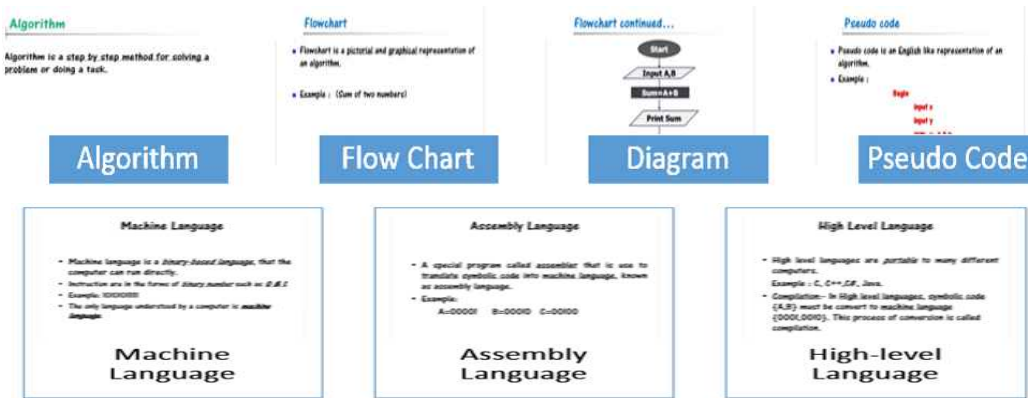 Algorithm
Algorithm is a step by step method for solving a
problem or doing a task.
Algorithm
Flowchart
Flowchart is a pictorial and graphical representation of
an algorithm.
Example : (Sum of two numbers)
Flow Chart
Flowchart continued...
Start
Input A,B
Sum=A+B
Print Sum
Diagram
Pseudo code
Pseudo code is an English like representation of an
algorithm.
Example :
Begin
input x
input y
Pseudo Code
Machine Language
Machine language is a binary-based language, that the
computer can run directly.
Instruction are in the forms of binary number such as 0,&1
Example:
The only language understood by a computer is machine
language.
Machine
Language
Assembly Language
A special program called assembler that is use to
translate symbolic code into machine language, known
as assembly language.
Example:
A=00001 B=00010 C=00100
Assembly
Language
High Level Language
High level languages are portable to many different
computers.
Example : C, C++,C#, Java.
Compilation:- In High level languages, symbolic code
{A,B} must be convert to machine language
{0001,0010}. This process of conversion is called
compilation.
High-level
Language